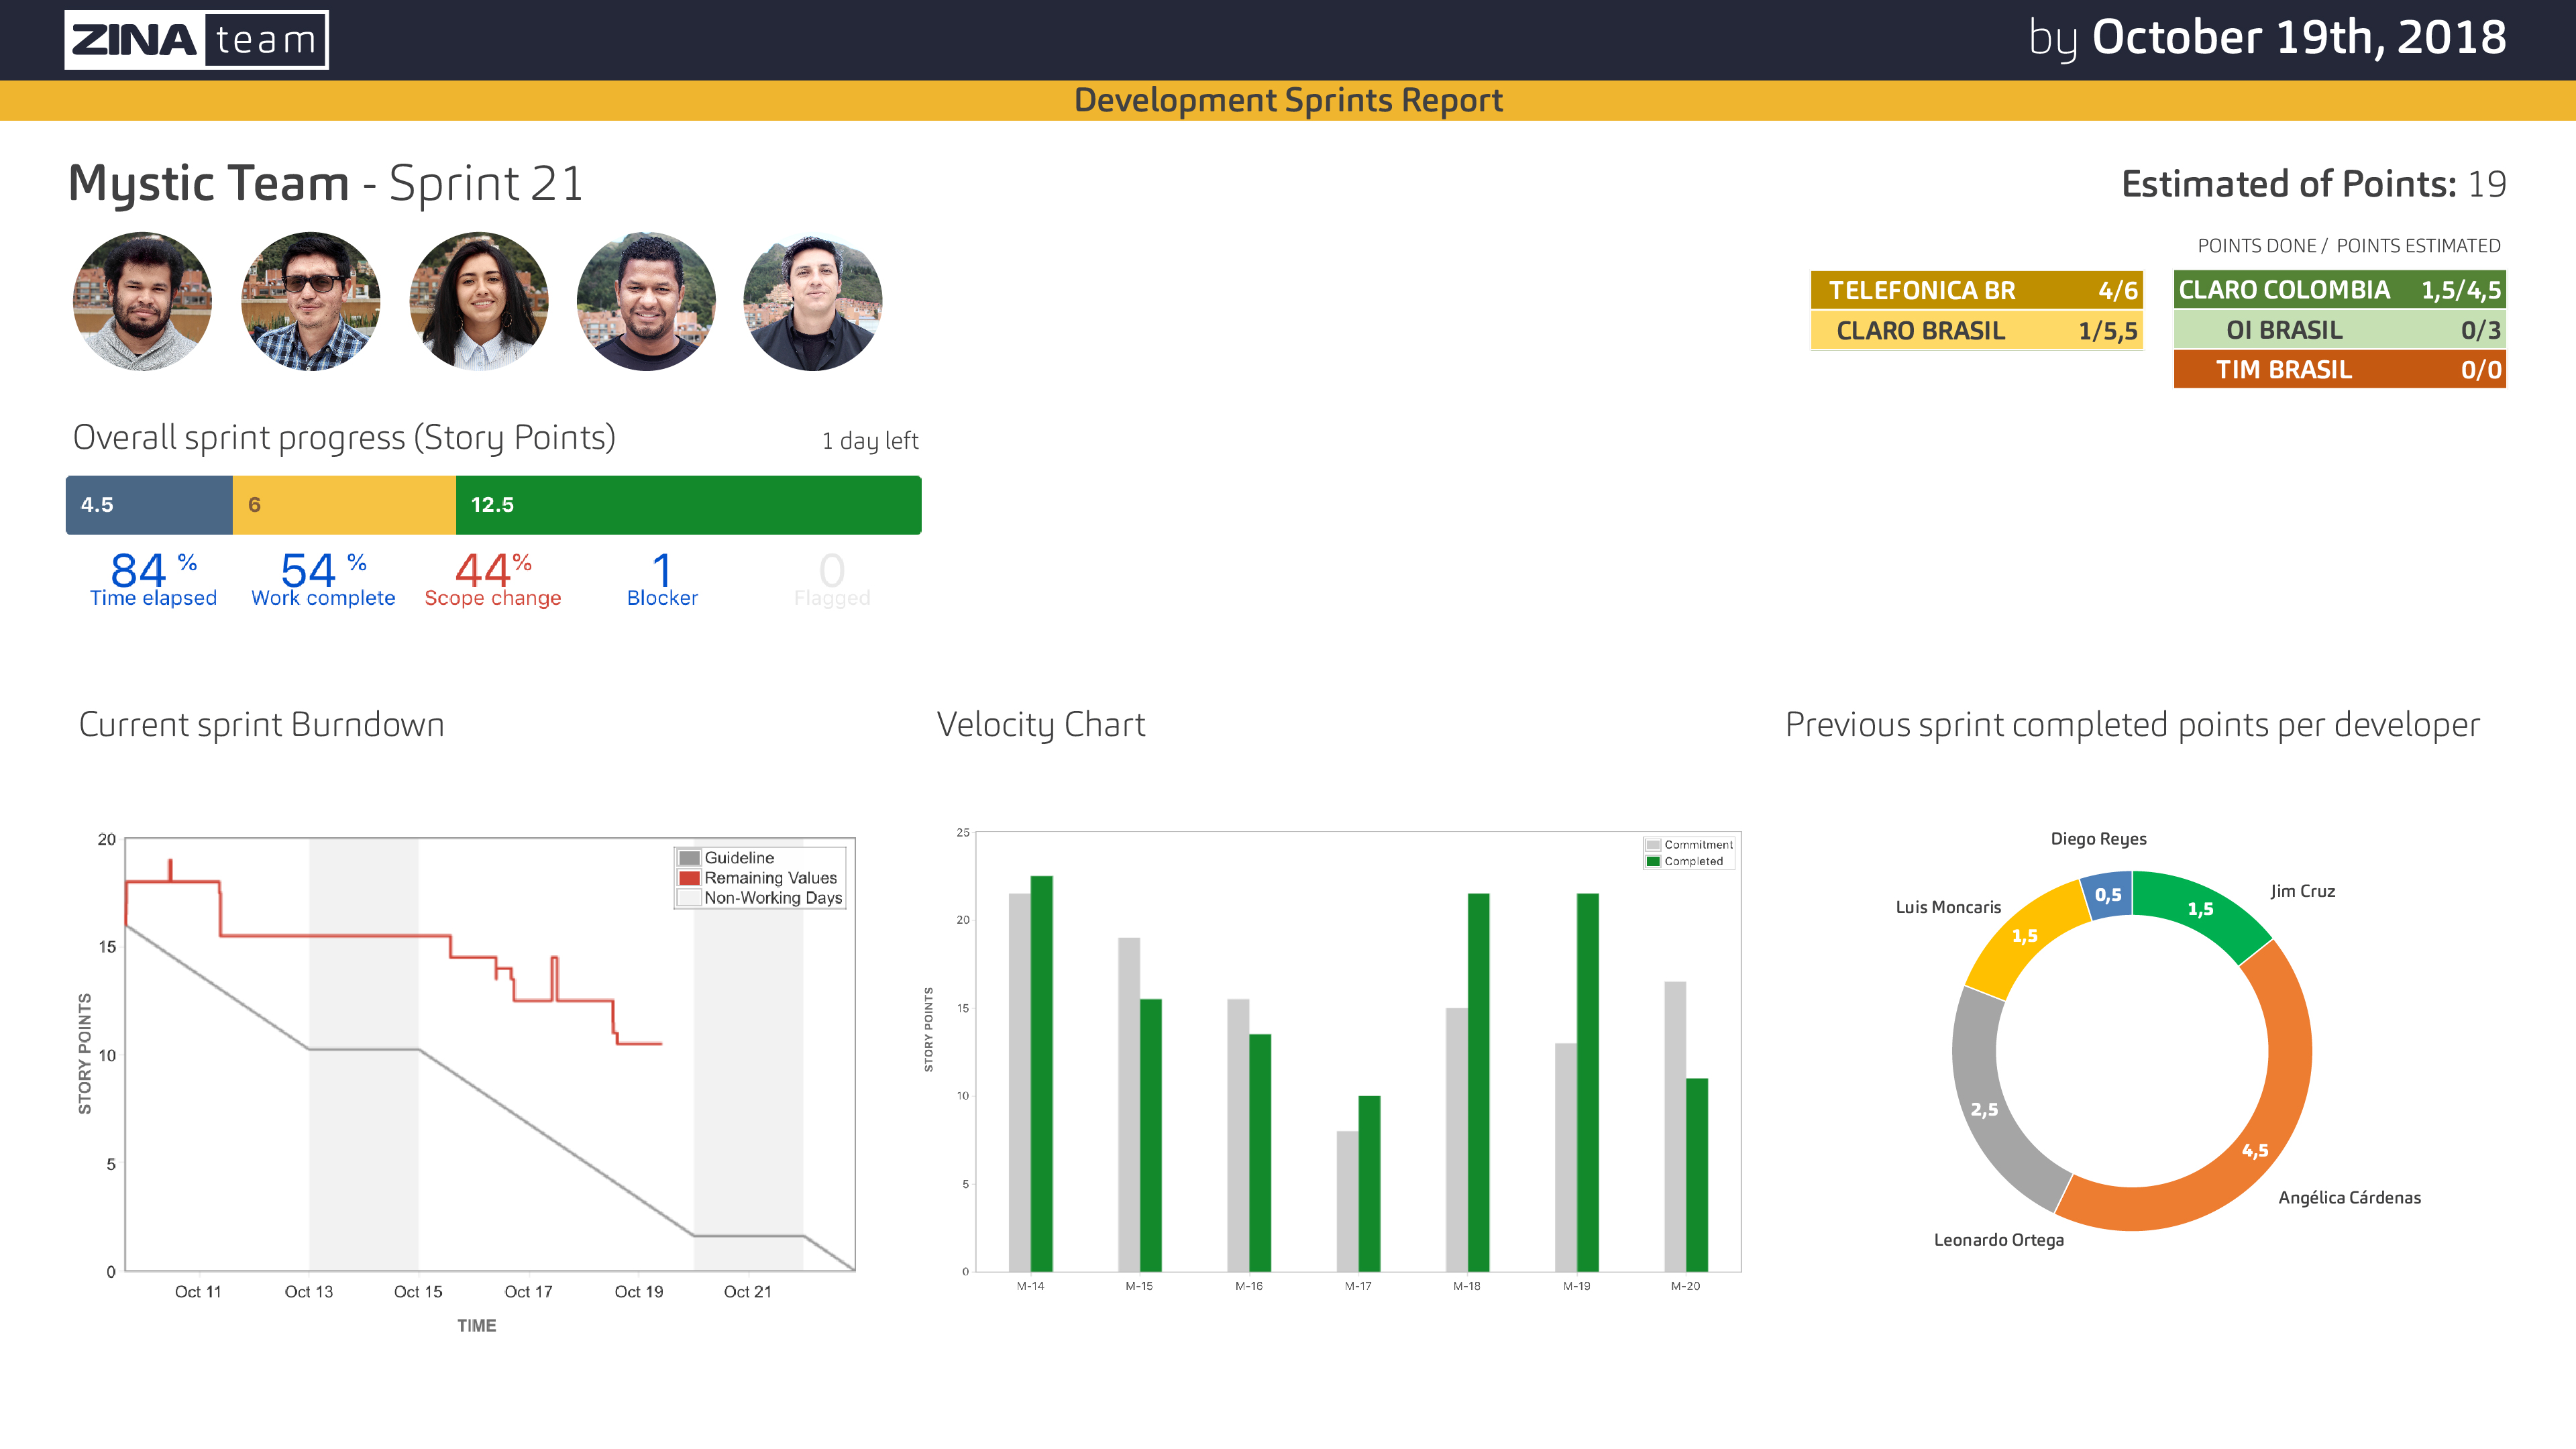 ZINA team
by October 19th, 2018
Development Sprints Report
Mystic Team - Sprint 21
Estimated of Points: 19
POINTS DONE / POINTS ESTIMATED
TELEFONICA BR 4/6
CLARO BRASIL 1/5,5
CLARO COLOMBIA 1,5/4,5
OI BRASIL 0/3
TIM BRASIL 0/0
Overall sprint progress (Story Points) 1 day left
4.5 6 12.5
84 % 54 % 44% 1 0
Time elapsed Work complete Scope change Blocker Flagged
Current sprint Burndown
20
15
10
5
0
STORY POINTS
Guideline
Remaining Values
Non-Working Days
Oct 11 Oct 13 Oct 15 Oct 17 Oct 19 Oct 21
TIME
Velocity Chart
25
20
15
10
5
0
STORY POINTS
Commitment
Completed
M-14 M-15 M-16 M-17 M-18 M-19 M-20
Previous sprint completed points per developer
Diego Reyes
0,5
Jim Cruz
1,5
Luis Moncaris
1,5
2,5
4,5
Angélica Cárdenas
Leonardo Ortega